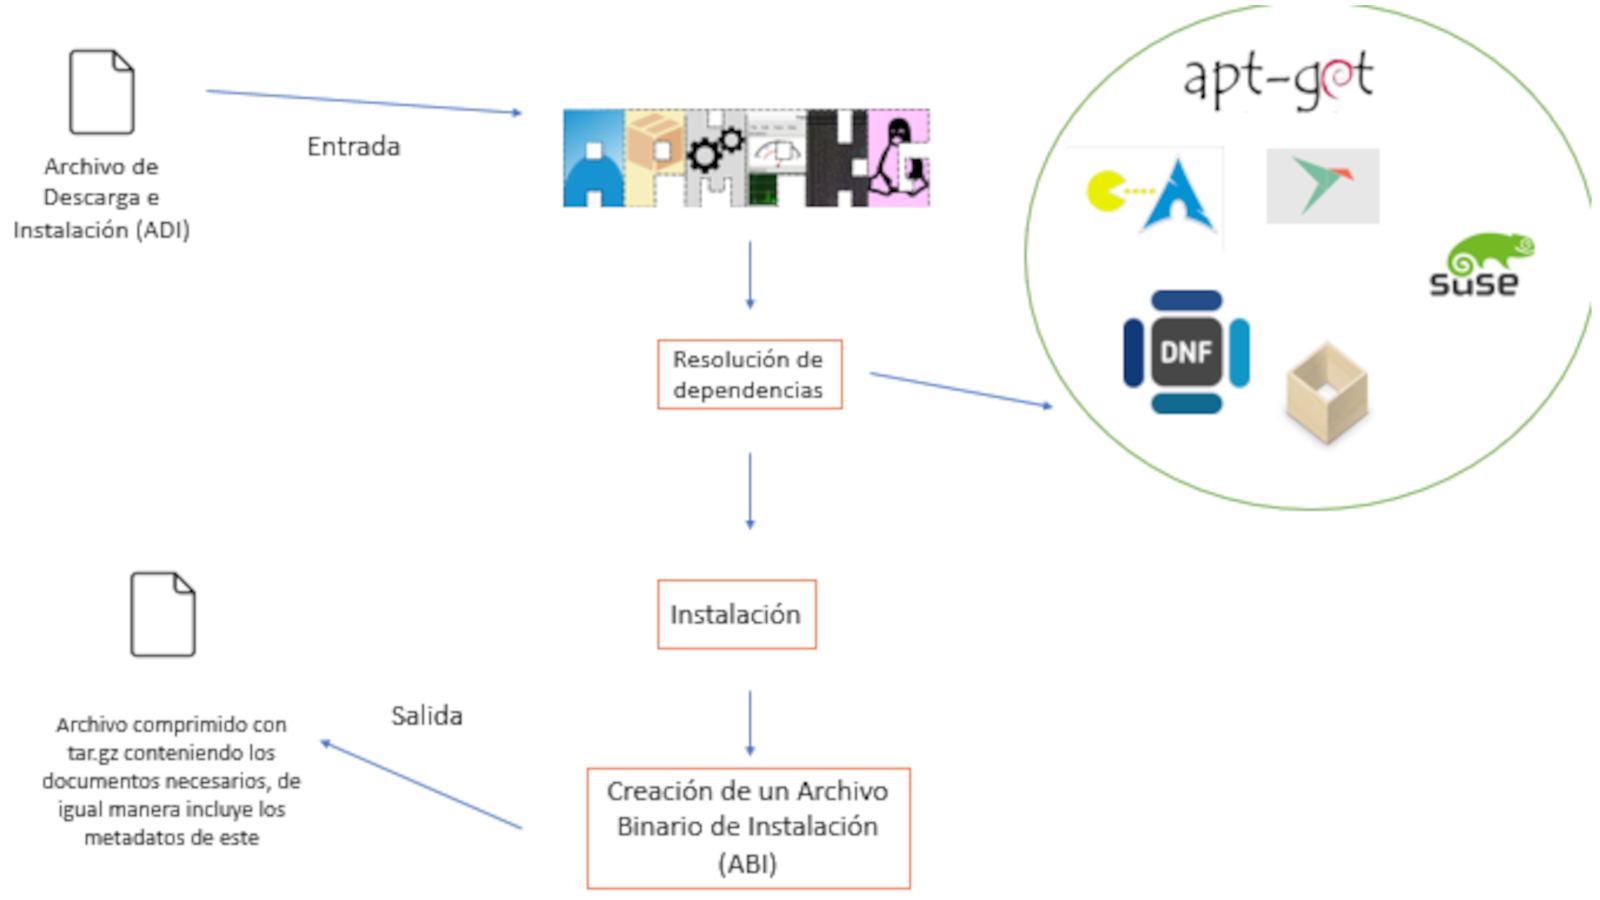 apt-get
Archivo de
Descarga e
Instalación (ADI)
Entrada
suse
Resolución de
dependencias
DNF
Instalación
Salida
Archivo comprimido con
tar.gz conteniendo los
documentos necesarios, de
igual manera incluye los
metadatos de este
Creación de un Archivo
Binario de Instalación
(ABI)